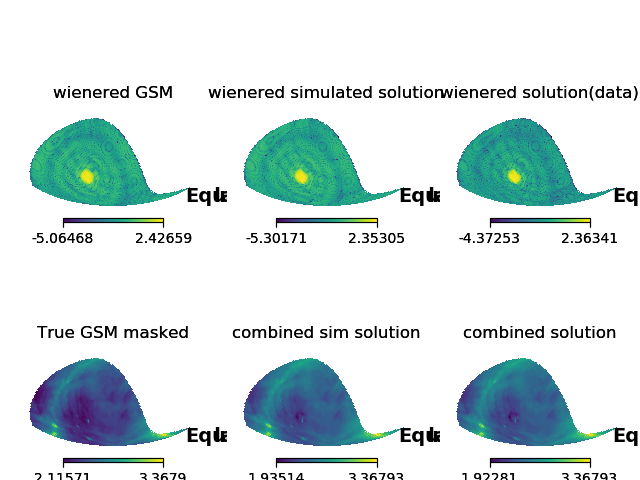 wienered GSM
wienered simulated solution
wienered solution(data)
-5.06468 2.42659
-5.30171 2.35305
-4.37253 2.36341
True GSM masked
combined sim solution
combined solution
2.11571 3.3679
1.93514 3.36793
1.92281 3.36793